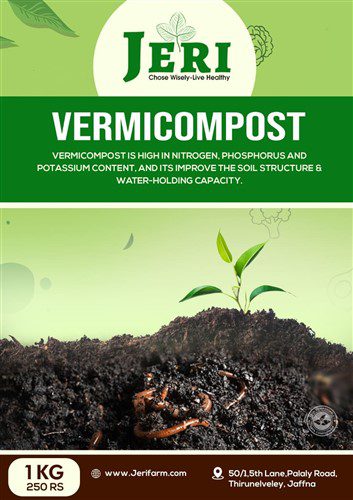 JERI
Chose Wisely-Live Healthy
VERMICOMPOST
VERMICOMPOST IS HIGH IN NITROGEN, PHOSPHORUS AND
POTASSIUM CONTENT, AND ITS IMPROVE THE SOIL STRUCTURE &
WATER-HOLDING CAPACITY.
1 KG
250 RS
www.Jerifarm.com
50/1,5th Lane,Palaly Road,
Thirunelveley, Jaffna